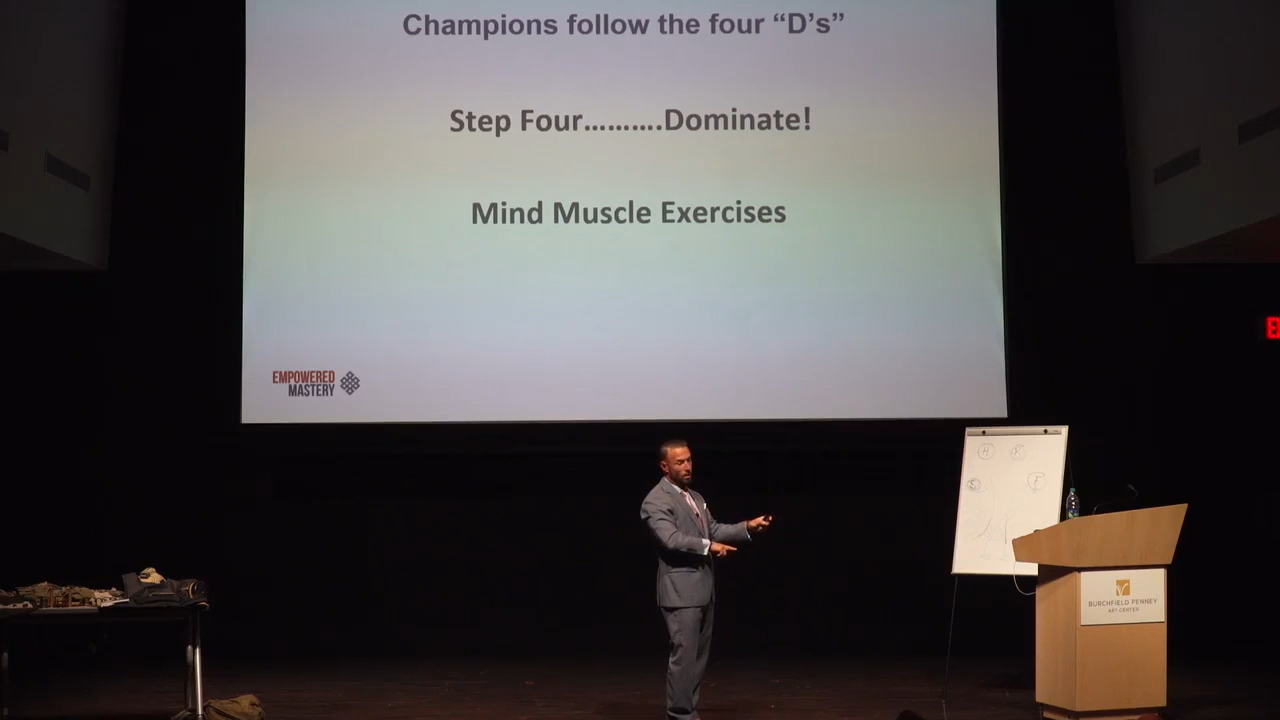 Champions follow the four “D’s”
Step Four……….Dominate!
Mind Muscle Exercises
EMPOWERED
MASTERY
H
F
BURCHFIELD PENNEY
ART CENTER